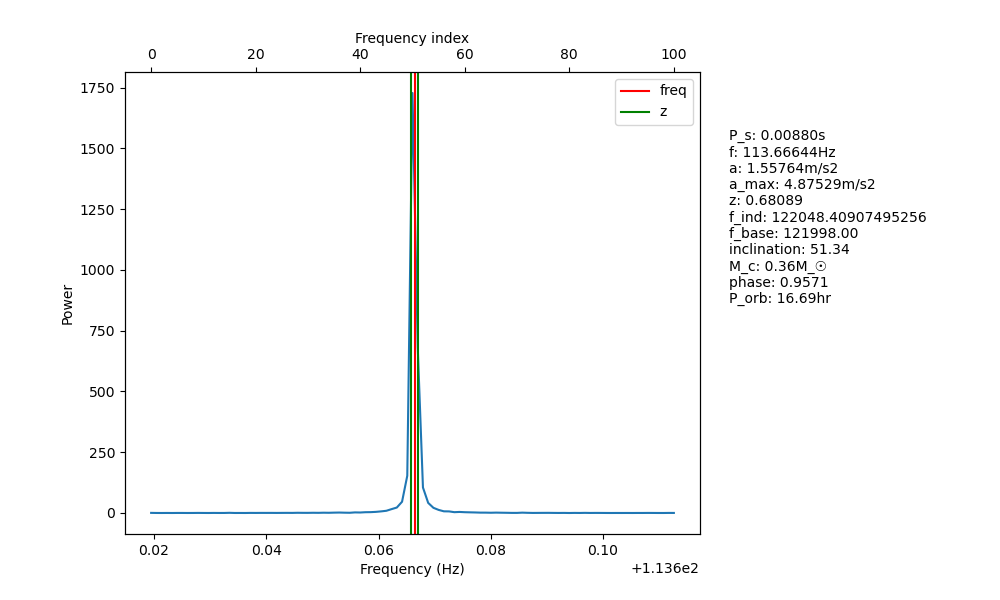 Frequency index
0 20 40 60 80 100
1750
1500
1250
1000
750
500
250
0
Power
freq
z
0.02 0.04 0.06 0.08 0.10
Frequency (Hz)
+1.136e2
P_s: 0.00880s
f: 113.66644Hz
a: 1.55764m/s2
a_max: 4.87529m/s2
z: 0.68089
f_ind: 122048.40907495256
f_base: 121998.00
inclination: 51.34
M_c: 0.36M_☉
phase: 0.9571
P_orb: 16.69hr